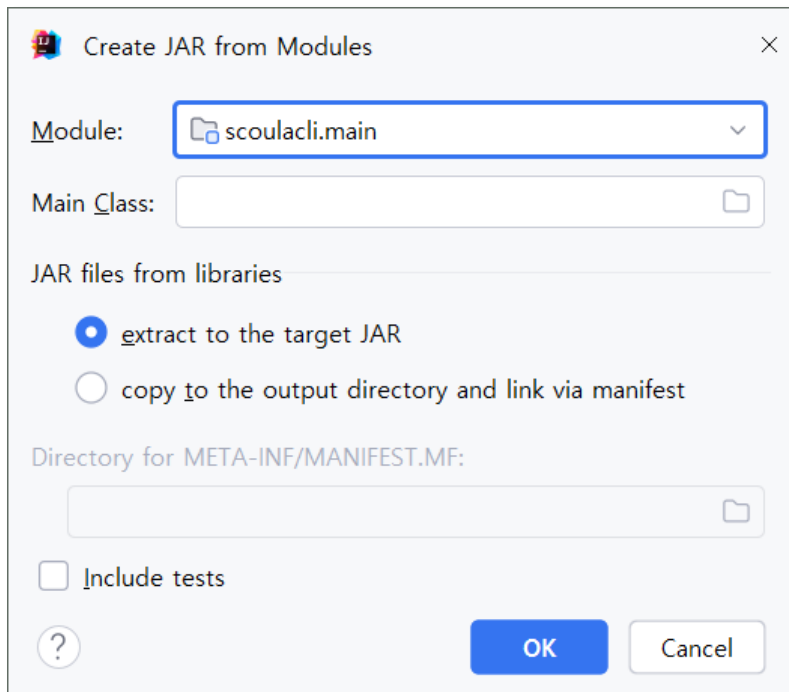 Create JAR from Modules
Module: scoulacli.main
Main Class:
JAR files from libraries
extract to the target JAR
copy to the output directory and link via manifest
Directory for META-INF/MANIFEST.MF:
Include tests
? OK Cancel